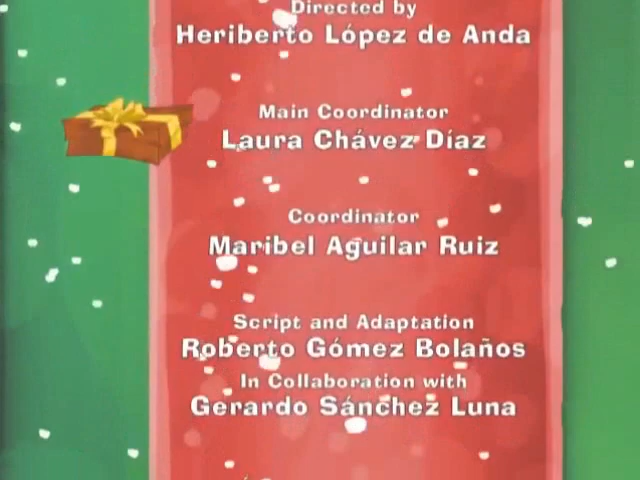 Directed by
Heriberto López de Anda
Main Coordinator
Laura Chávez Díaz
Coordinator
Maribel Aguilar Ruiz
Script and Adaptation
Roberto Gómez Bolaños
In Collaboration with
Gerardo Sánchez Luna